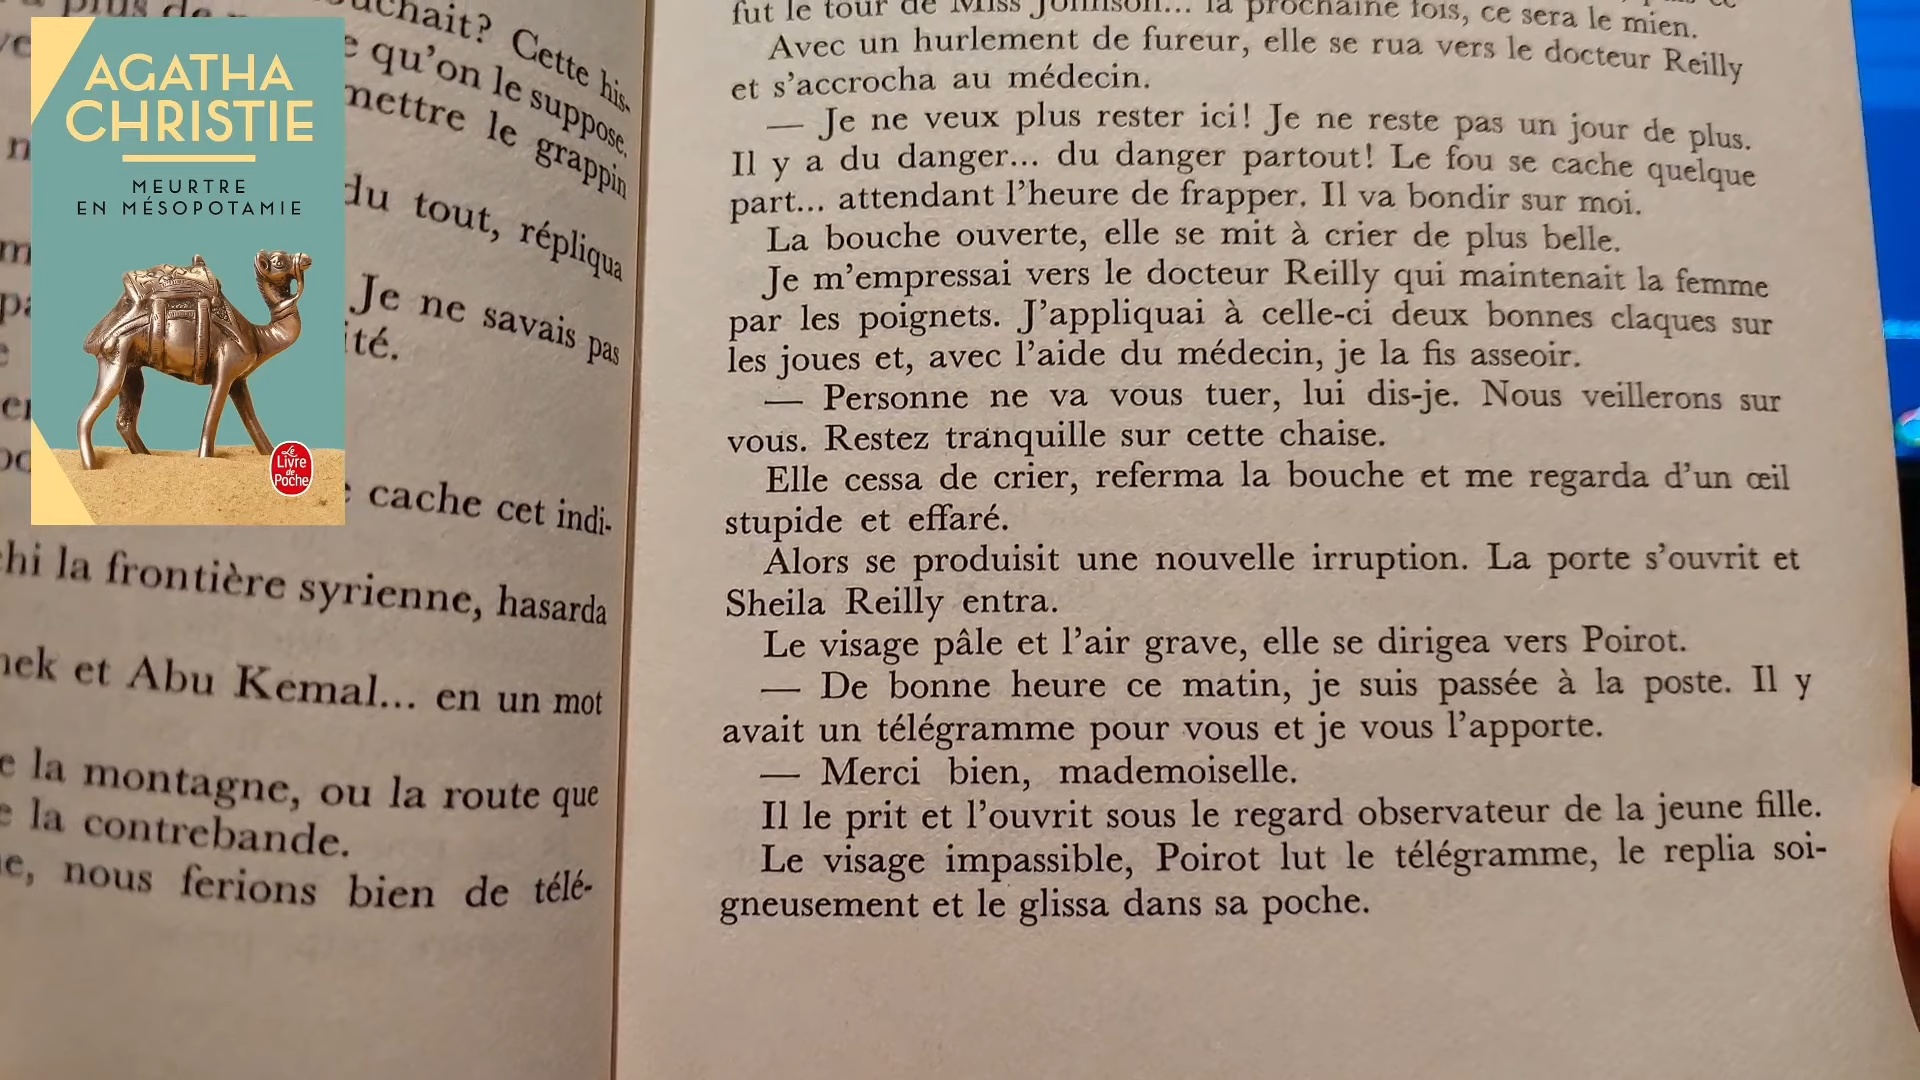 AGATHA
CHRISTIE
MEURTRE
EN MÉSOPOTAMIE
Le
Livre
de
Poche
Cette his-
qu'on le suppose.
mettre le grappin
du tout, répliqua
Je ne savais pas
cache cet indi-
la frontière syrienne, hasarda
et Abu Kemal... en un mot
la montagne, ou la route que
la contrebande.
nous ferions bien de télé-
fut le tour de Miss Johnson... la prochaine fois, ce sera le mien.
Avec un hurlement de fureur, elle se rua vers le docteur Reilly
et s'accrocha au médecin.
— Je ne veux plus rester ici! Je ne reste pas un jour de plus.
Il y a du danger... du danger partout! Le fou se cache quelque
part... attendant l'heure de frapper. Il va bondir sur moi.
La bouche ouverte, elle se mit à crier de plus belle.
Je m'empressai vers le docteur Reilly qui maintenait la femme
par les poignets. J'appliquai à celle-ci deux bonnes claques sur
les joues et, avec l'aide du médecin, je la fis asseoir.
— Personne ne va vous tuer, lui dis-je. Nous veillerons sur
vous. Restez tranquille sur cette chaise.
Elle cessa de crier, referma la bouche et me regarda d'un œil
stupide et effaré.
Alors se produisit une nouvelle irruption. La porte s'ouvrit et
Sheila Reilly entra.
Le visage pâle et l'air grave, elle se dirigea vers Poirot.
— De bonne heure ce matin, je suis passée à la poste. Il y
avait un télégramme pour vous et je vous l'apporte.
— Merci bien, mademoiselle.
Il le prit et l'ouvrit sous le regard observateur de la jeune fille.
Le visage impassible, Poirot lut le télégramme, le replia soi-
gneusement et le glissa dans sa poche.